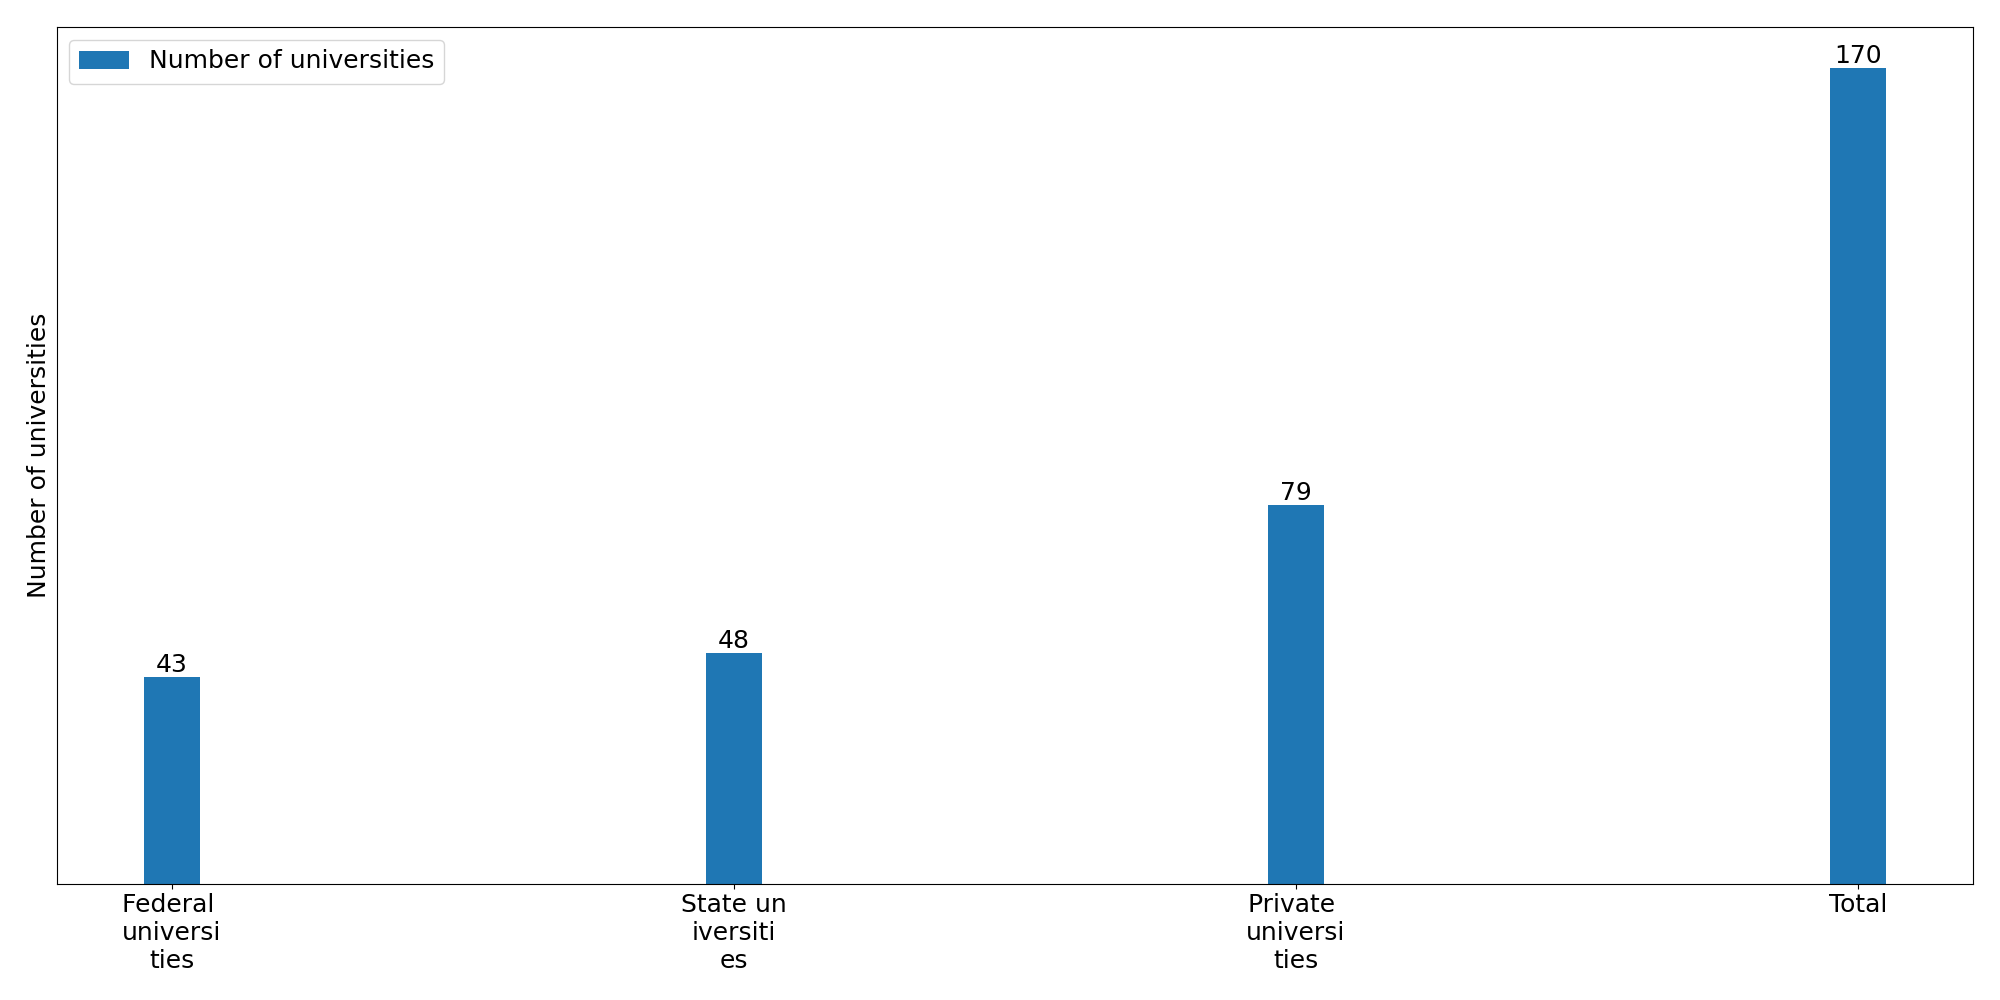 Number of universities
Number of universities
170
79
48
43
Federal
universi
ties
State un
iversiti
es
Private
universi
ties
Total